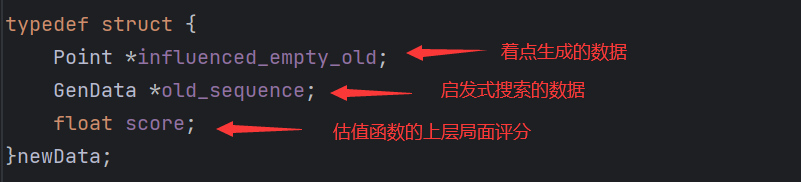 typedef struct {
Point *influenced_empty_old; 着点生成的数据
GenData *old_sequence; 启发式搜索的数据
float score; 估值函数的上层局面评分
}newData;